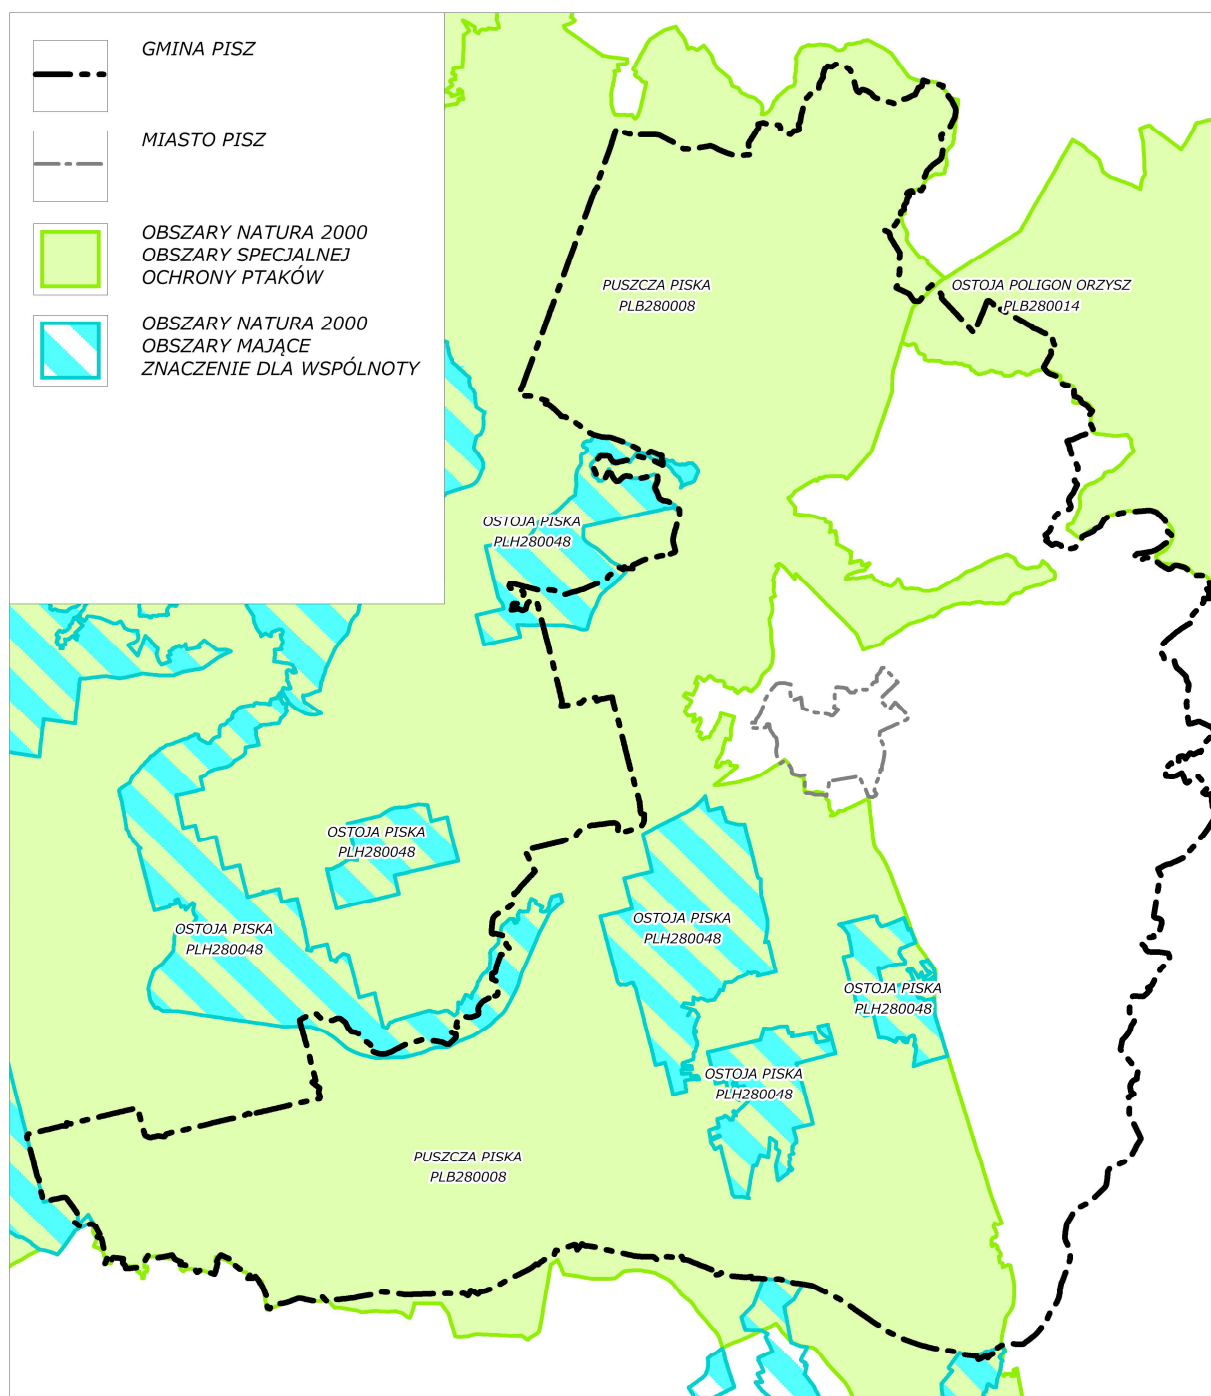 GMINA PISZ
MIASTO PISZ
OBSZARY NATURA 2000
OBSZARY SPECJALNEJ
OCHRONY PTAKÓW
OBSZARY NATURA 2000
OBSZARY MAJĄCE
ZNACZENIE DLA WSPÓLNOTY
PUSZCZA PISKA
PLB280008
OSTOJA POLIGON ORZYSZ
PLB280014
OSTOJA PISKA
PLH280048
OSTOJA PISKA
PLH280048
OSTOJA PISKA
PLH280048
OSTOJA PISKA
PLH280048
OSTOJA PISKA
PLH280048
OSTOJA PISKA
PLH280048
PUSZCZA PISKA
PLB280008